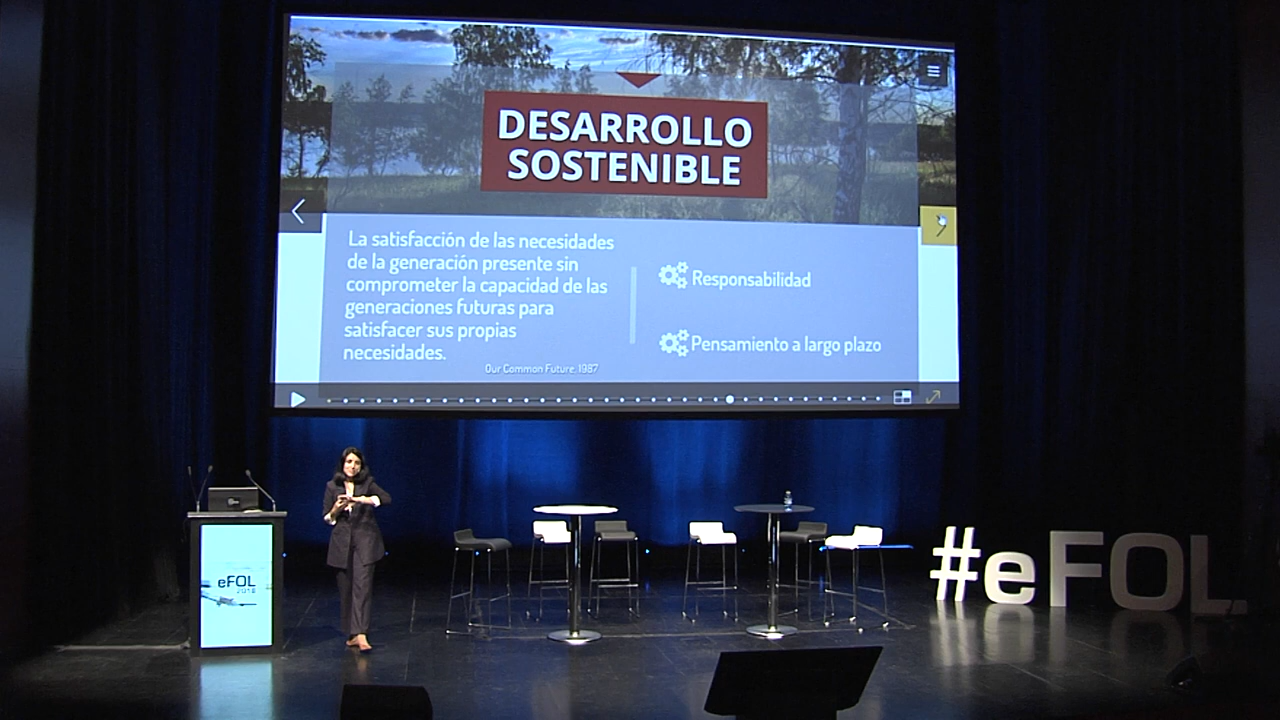 DESARROLLO
SOSTENIBLE
La satisfacción de las necesidades
de la generación presente sin
comprometer la capacidad de las
generaciones futuras para
satisfacer sus propias
necesidades.
Our Common Future, 1987
Responsabilidad
Pensamiento a largo plazo
eFOL
2018
#eFOL